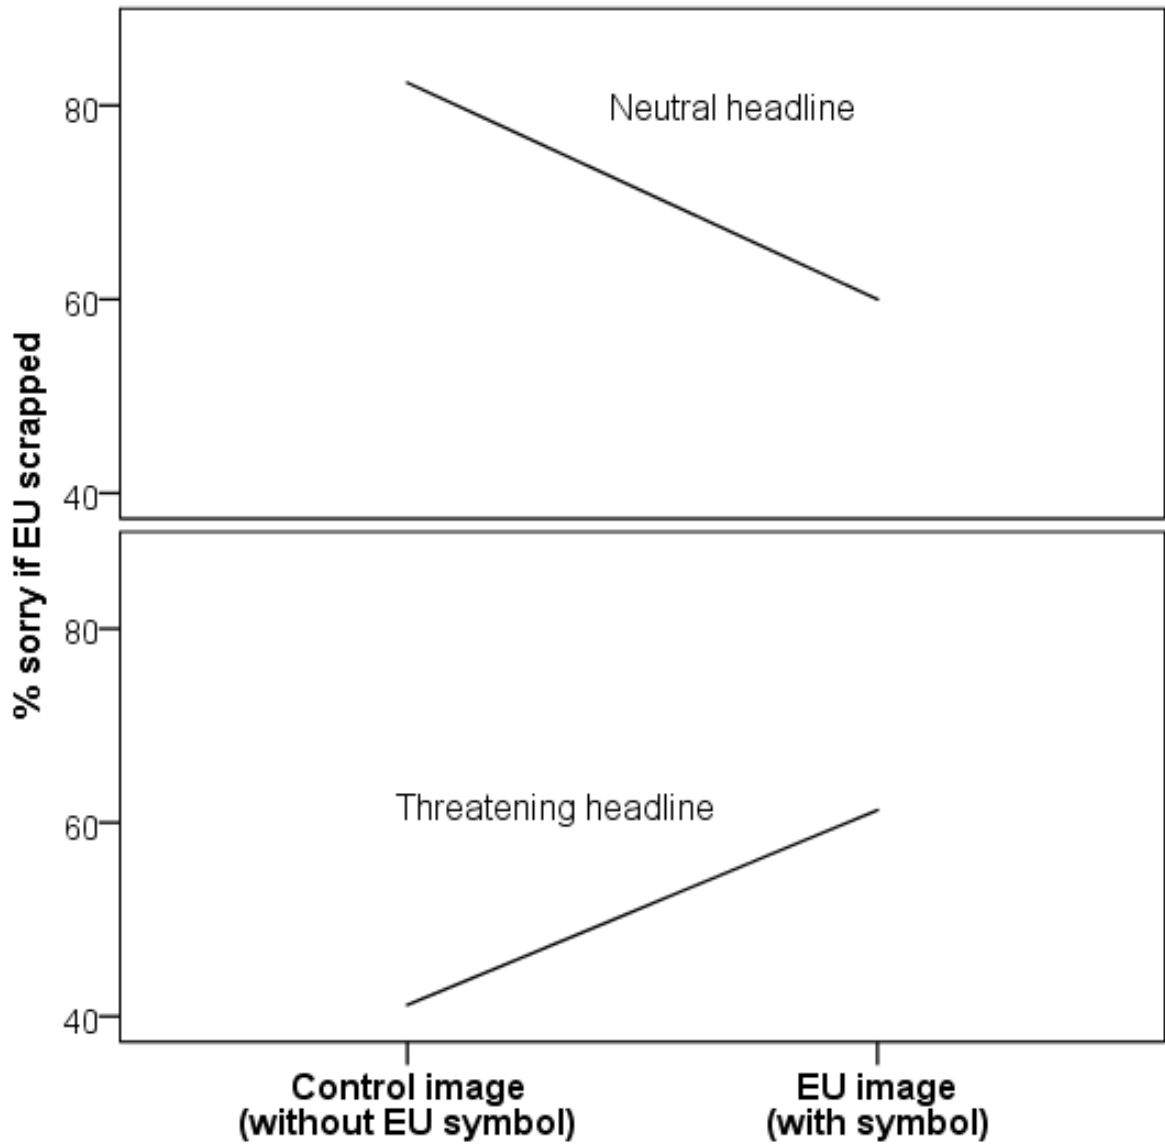 % sorry if EU scrapped
80
Neutral headline
60
40
80
Threatening headline
60
40
Control image
(without EU symbol)
EU image
(with symbol)